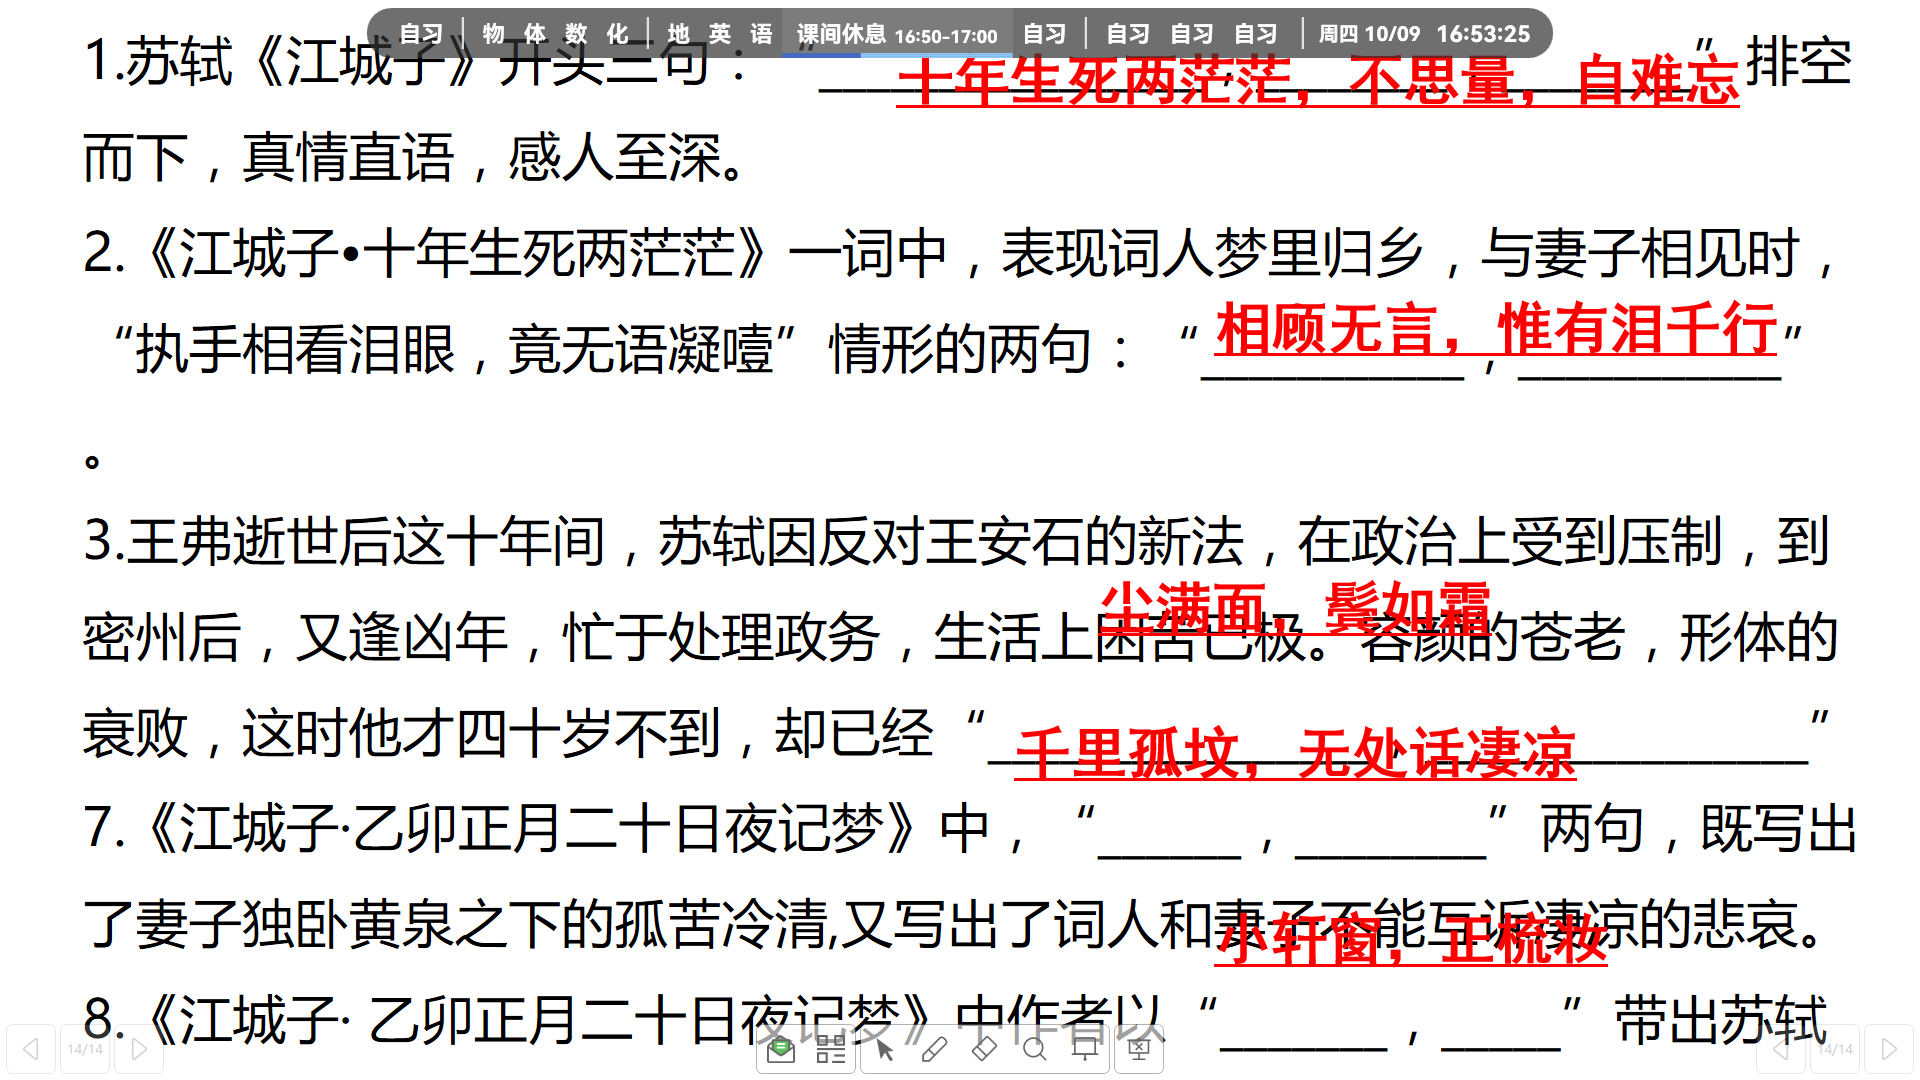 自习 物 体 数 化 地 英 语 课间休息 16:50-17:00 自习 自习 自习 自习 周四 10/09 16:53:25
1.苏轼《江城子》开头三句：“____，____，____”排空
十年生死两茫茫，不思量，自难忘
而下，真情直语，感人至深。
2.《江城子•十年生死两茫茫》一词中，表现词人梦里归乡，与妻子相见时，
相顾无言，惟有泪千行
“执手相看泪眼，竟无语凝噎”情形的两句：“___________，___________”
。
3.王弗逝世后这十年间，苏轼因反对王安石的新法，在政治上受到压制，到
尘满面，鬓如霜
密州后，又逢凶年，忙于处理政务，生活上困苦已极。容颜的苍老，形体的
衰败，这时他才四十岁不到，却已经“________________，________________”
千里孤坟，无处话凄凉
7.《江城子·乙卯正月二十日夜记梦》中，“______，________”两句，既写出
了妻子独卧黄泉之下的孤苦冷清,又写出了词人和妻子不能互诉凄凉的悲哀。
小轩窗，正梳妆
8.《江城子· 乙卯正月二十日夜记梦》中作者以“_______，_____”带出苏轼
14/14 14/14